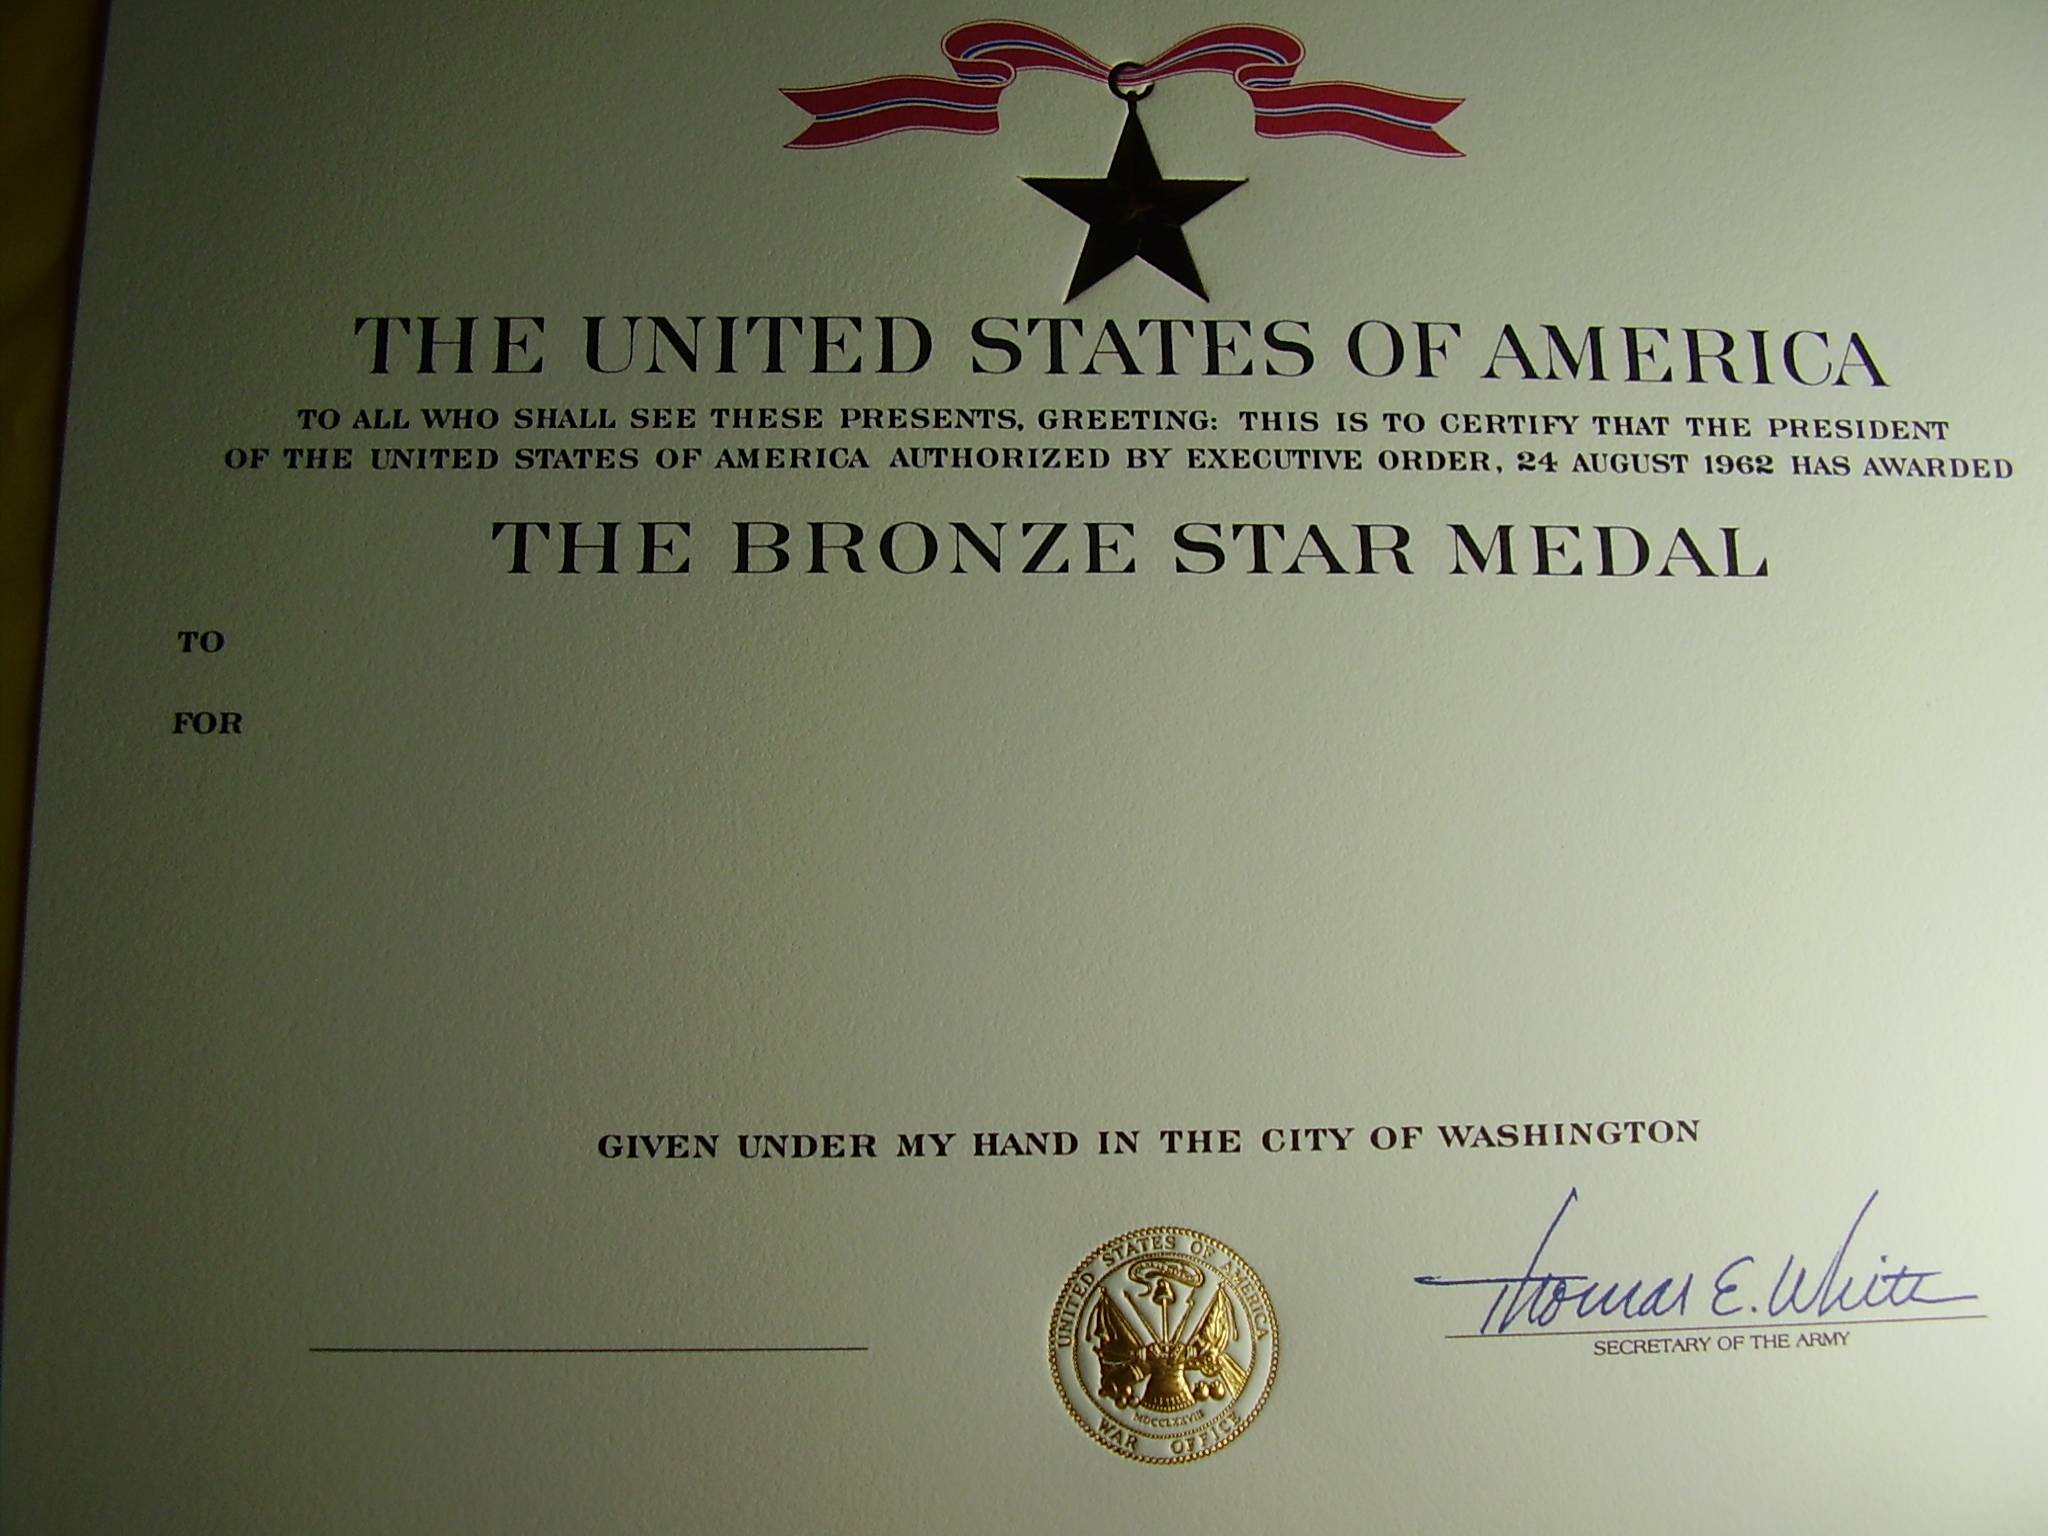 THE UNITED STATES OF AMERICA
TO ALL WHO SHALL SEE THESE PRESENTS, GREETING: THIS IS TO CERTIFY THAT THE PRESIDENT
OF THE UNITED STATES OF AMERICA AUTHORIZED BY EXECUTIVE ORDER, 24 AUGUST 1962 HAS AWARDED
THE BRONZE STAR MEDAL
TO
FOR
GIVEN UNDER MY HAND IN THE CITY OF WASHINGTON
UNITED STATES OF AMERICA
MDCCLXXVIII
WAR OFFICE
Thomas E. White
SECRETARY OF THE ARMY